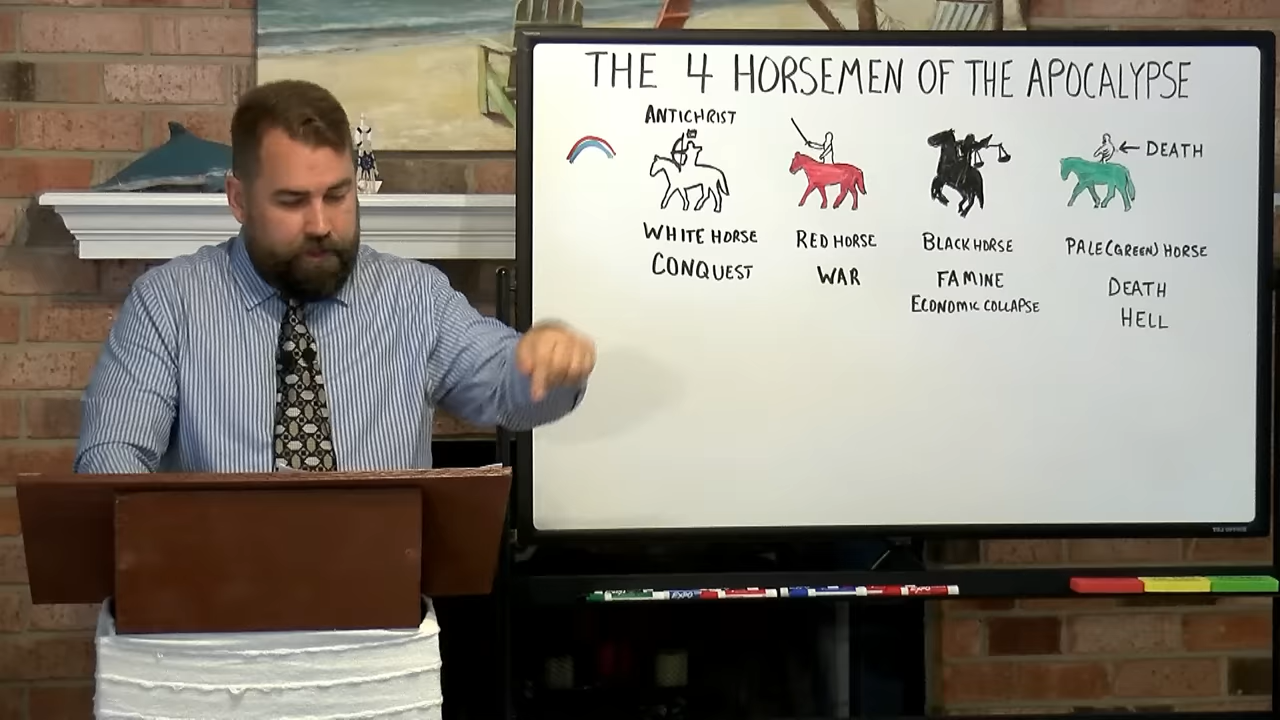 THE 4 HORSEMEN OF THE APOCALYPSE
ANTICHRIST
← DEATH
WHITE HORSE
CONQUEST
RED HORSE
WAR
BLACK HORSE
FAMINE
ECONOMIC COLLAPSE
PALE (GREEN) HORSE
DEATH
HELL